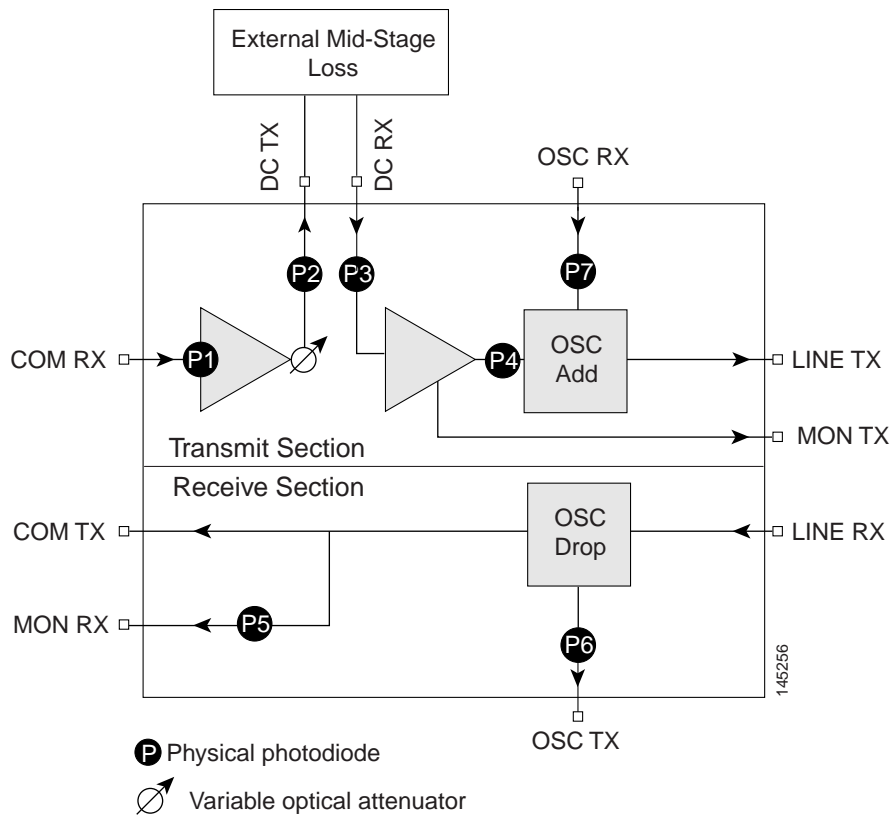 External Mid-Stage
Loss
DC TX
DC RX
OSC RX
P2
P3
P7
COM RX
P1
P4
OSC
Add
LINE TX
MON TX
Transmit Section
Receive Section
COM TX
OSC
Drop
LINE RX
MON RX
P5
P6
145256
OSC TX
P Physical photodiode
Variable optical attenuator